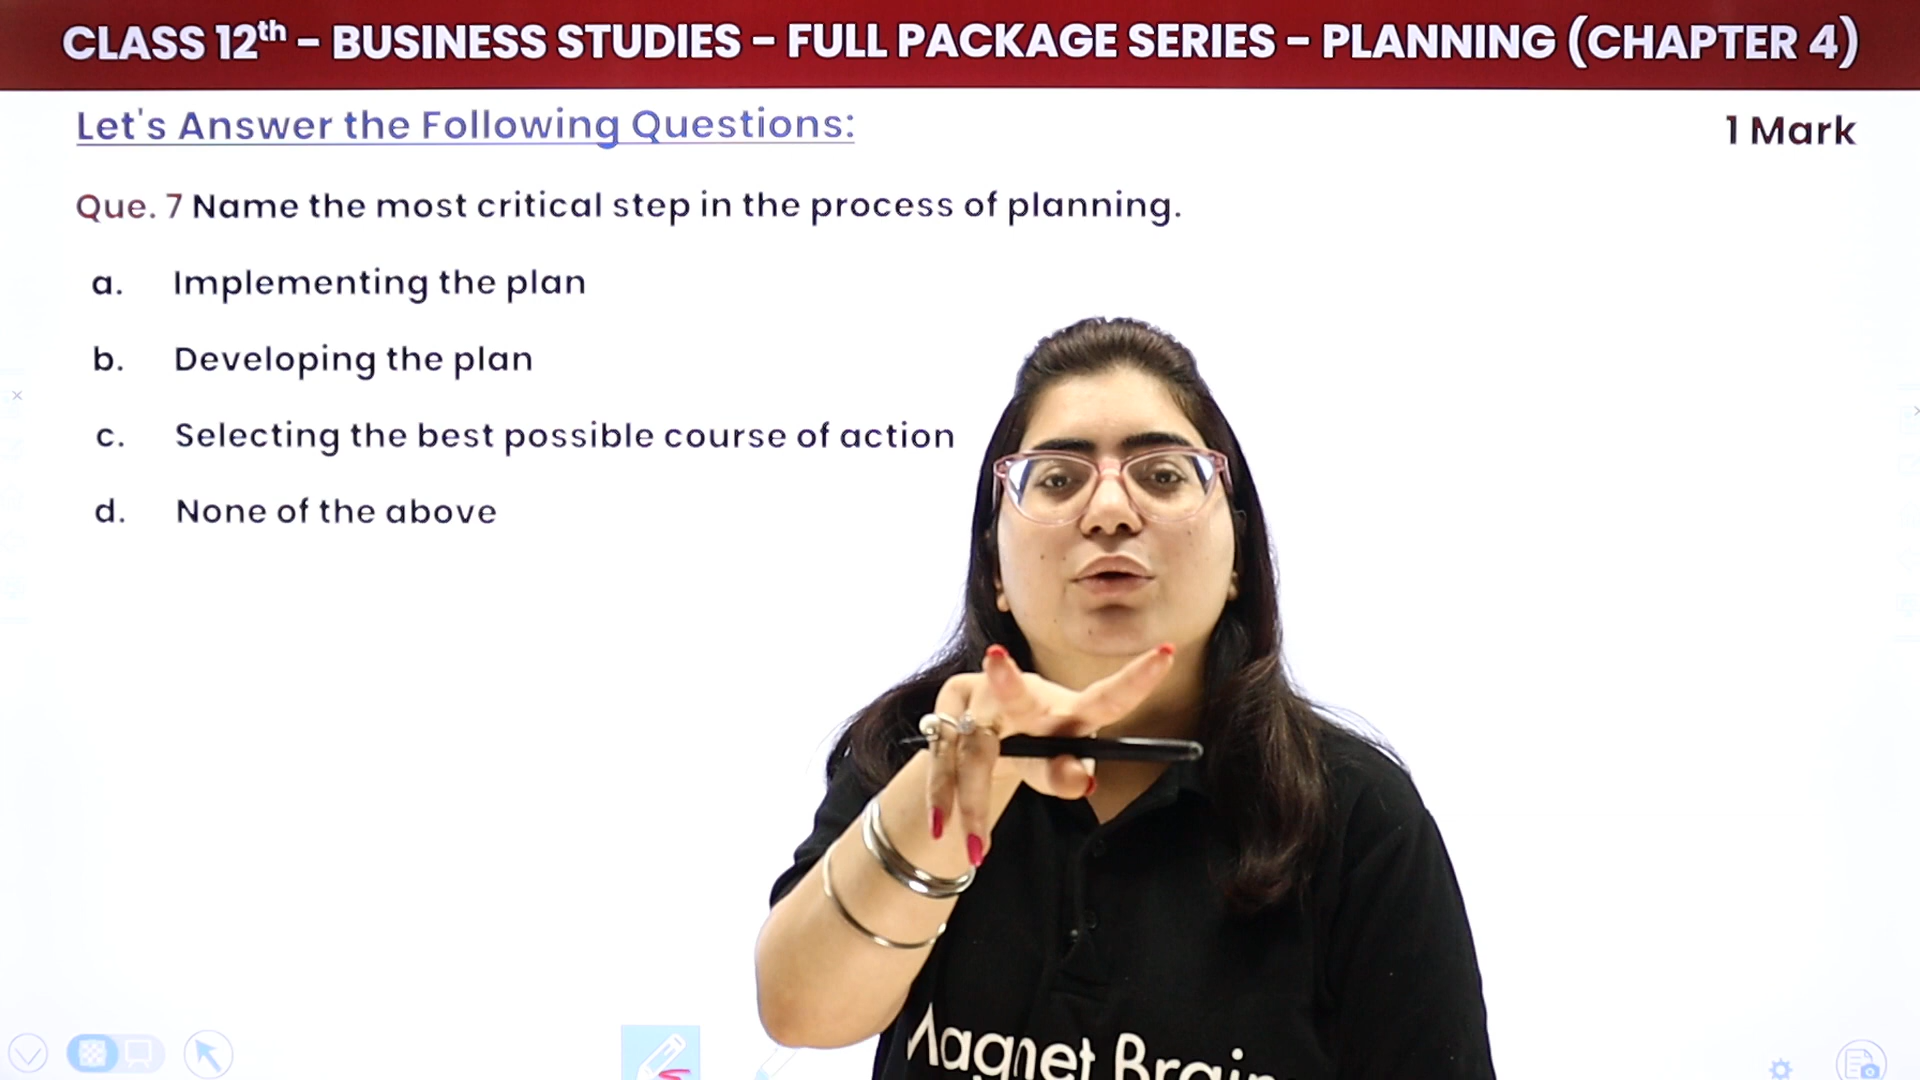 CLASS 12th – BUSINESS STUDIES – FULL PACKAGE SERIES – PLANNING (CHAPTER 4)
Let's Answer the Following Questions:
1 Mark
Que. 7 Name the most critical step in the process of planning.
a. Implementing the plan
b. Developing the plan
c. Selecting the best possible course of action
d. None of the above
Magnet Brain